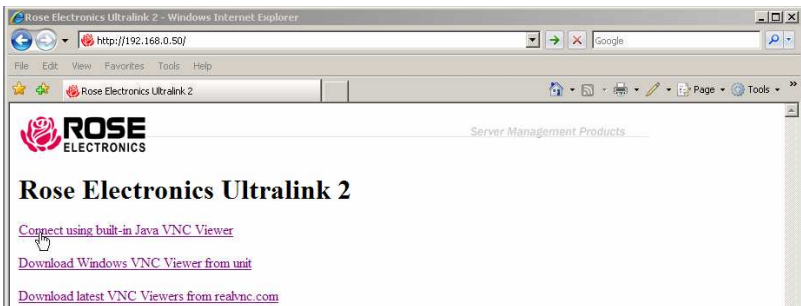 Rose Electronics Ultralink 2 - Windows Internet Explorer
http://192.168.0.50/
Google
File Edit View Favorites Tools Help
Rose Electronics Ultralink 2
Page Tools »
ROSE
ELECTRONICS
Server Management Products
Rose Electronics Ultralink 2
Connect using built-in Java VNC Viewer
Download Windows VNC Viewer from unit
Download latest VNC Viewers from realvnc.com